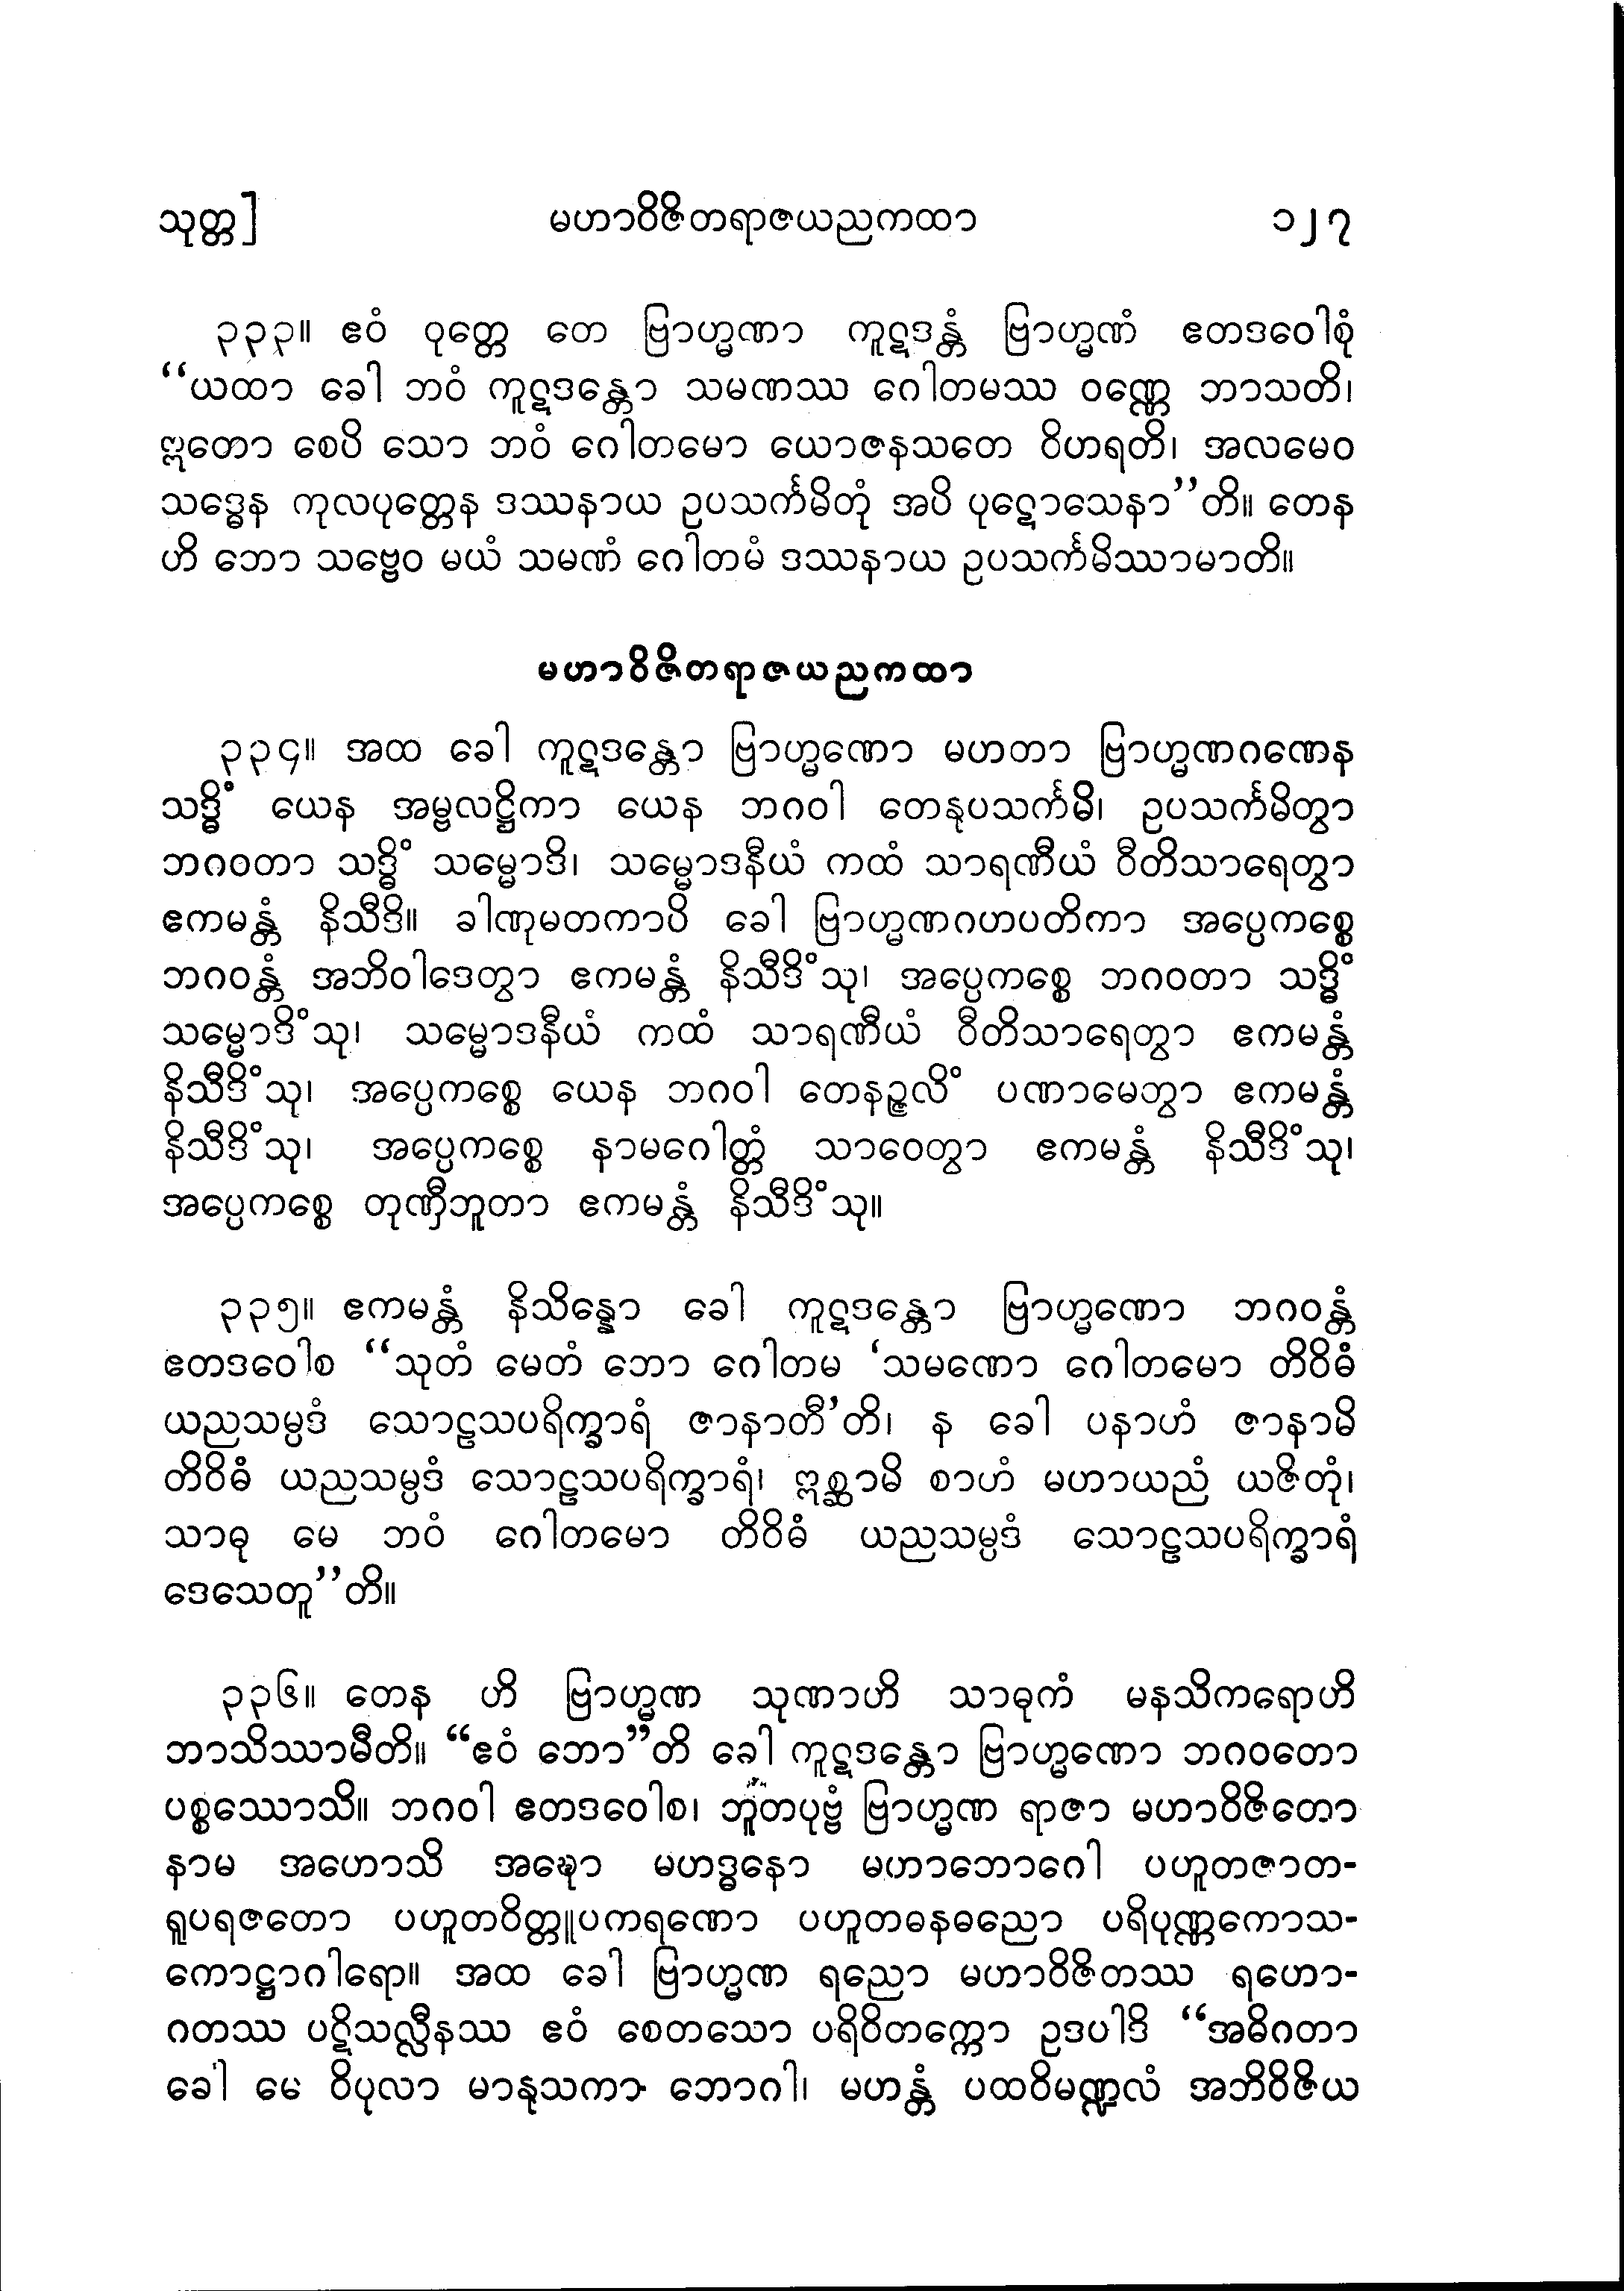 သုတ္တ] မဟာဝိဇိတရာဇယညကထာ ၁၂၇
၃၃၃။ ဧဝံ ဝုတ္တေ တေ ဗြာဟ္မဏာ ကူဋဒန္တံ ဗြာဟ္မဏံ ဧတဒဝေါစုံ
“ယထာ ခေါ ဘဝံ ကူဋဒန္တော သမဏဿ ဂေါတမဿ ဝဏ္ဏေ ဘာသတိ၊
ဣတော စေပိ သော ဘဝံ ဂေါတမော ယောဇနသတေ ဝိဟရတိ၊ အလမေဝ
သဒ္ဓေန ကုလပုတ္တေန ဒဿနာယ ဥပသင်္ကမိတုံ အပိ ပုဋောသေနာ”တိ။ တေန
ဟိ ဘော သဗ္ဗေဝ မယံ သမဏံ ဂေါတမံ ဒဿနာယ ဥပသင်္ကမိဿာမာတိ။
မဟာဝိဇိတရာဇယညကထာ
၃၃၄။ အထ ခေါ ကူဋဒန္တော ဗြာဟ္မဏော မဟတာ ဗြာဟ္မဏဂဏေန
သဒ္ဓိံ ယေန အမ္ဗလဋ္ဌိကာ ယေန ဘဂဝါ တေနုပသင်္ကမိ၊ ဥပသင်္ကမိတွာ
ဘဂဝတာ သဒ္ဓိံ သမ္မောဒိ၊ သမ္မောဒနီယံ ကထံ သာရဏီယံ ဝီတိသာရေတွာ
ဧကမန္တံ နိသီဒိ။ ခါဏုမတကာပိ ခေါ ဗြာဟ္မဏဂဟပတိကာ အပ္ပေကစ္စေ
ဘဂဝန္တံ အဘိဝါဒေတွာ ဧကမန္တံ နိသီဒိံသု၊ အပ္ပေကစ္စေ ဘဂဝတာ သဒ္ဓိံ
သမ္မောဒိံသု၊ သမ္မောဒနီယံ ကထံ သာရဏီယံ ဝီတိသာရေတွာ ဧကမန္တံ
နိသီဒိံသု၊ အပ္ပေကစ္စေ ယေန ဘဂဝါ တေနဉ္ဇလိံ ပဏာမေတွာ ဧကမန္တံ
နိသီဒိံသု၊ အပ္ပေကစ္စေ နာမဂေါတ္တံ သာဝေတွာ ဧကမန္တံ နိသီဒိံသု၊
အပ္ပေကစ္စေ တုဏှီဘူတာ ဧကမန္တံ နိသီဒိံသု။
၃၃၅။ ဧကမန္တံ နိသိန္နော ခေါ ကူဋဒန္တော ဗြာဟ္မဏော ဘဂဝန္တံ
ဧတဒဝေါစ “သုတံ မေတံ ဘော ဂေါတမ ‘သမဏော ဂေါတမော တိဝိဓံ
ယညသမ္ပဒံ သောဠသပရိက္ခာရံ ဇာနာတီ’တိ၊ န ခေါ ပနာဟံ ဇာနာမိ
တိဝိဓံ ယညသမ္ပဒံ သောဠသပရိက္ခာရံ၊ ဣစ္ဆာမိ စာဟံ မဟာယညံ ယဇိတုံ၊
သာဓု မေ ဘဝံ ဂေါတမော တိဝိဓံ ယညသမ္ပဒံ သောဠသပရိက္ခာရံ
ဒေသေတူ”တိ။
၃၃၆။ တေန ဟိ ဗြာဟ္မဏ သုဏာဟိ သာဓုကံ မနသိကရောဟိ
ဘာသိဿာမီတိ။ “ဧဝံ ဘော”တိ ခေါ ကူဋဒန္တော ဗြာဟ္မဏော ဘဂဝတော
ပစ္စဿောသိ။ ဘဂဝါ ဧတဒဝေါစ၊ ဘူတပုဗ္ဗံ ဗြာဟ္မဏ ရာဇာ မဟာဝိဇိတော
နာမ အဟောသိ အဍ္ဎော မဟဒ္ဓနော မဟာဘောဂေါ ပဟူတဇာတ-
ရူပရဇတော ပဟူတဝိတ္တူပကရဏော ပဟူတဓနဓညော ပရိပုဏ္ဏကောသ-
ကောဋ္ဌာဂါရော။ အထ ခေါ ဗြာဟ္မဏ ရညော မဟာဝိဇိတဿ ရဟော-
ဂတဿ ပဋိသလ္လီနဿ ဧဝံ စေတသော ပရိဝိတက္ကော ဥဒပါဒိ “အဓိဂတာ
ခေါ မေ ဝိပုလာ မာနုသကာ ဘောဂါ၊ မဟန္တံ ပထဝိမဏ္ဍလံ အဘိဝိဇိယ